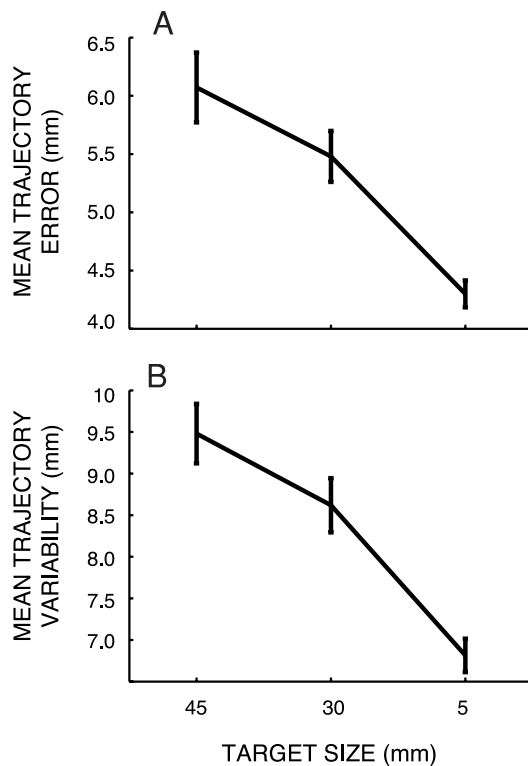 A
MEAN TRAJECTORY
ERROR (mm)
6.5
6.0
5.5
5.0
4.5
4.0
B
MEAN TRAJECTORY
VARIABILITY (mm)
10
9.5
9.0
8.5
8.0
7.5
7.0
45 30 5
TARGET SIZE (mm)